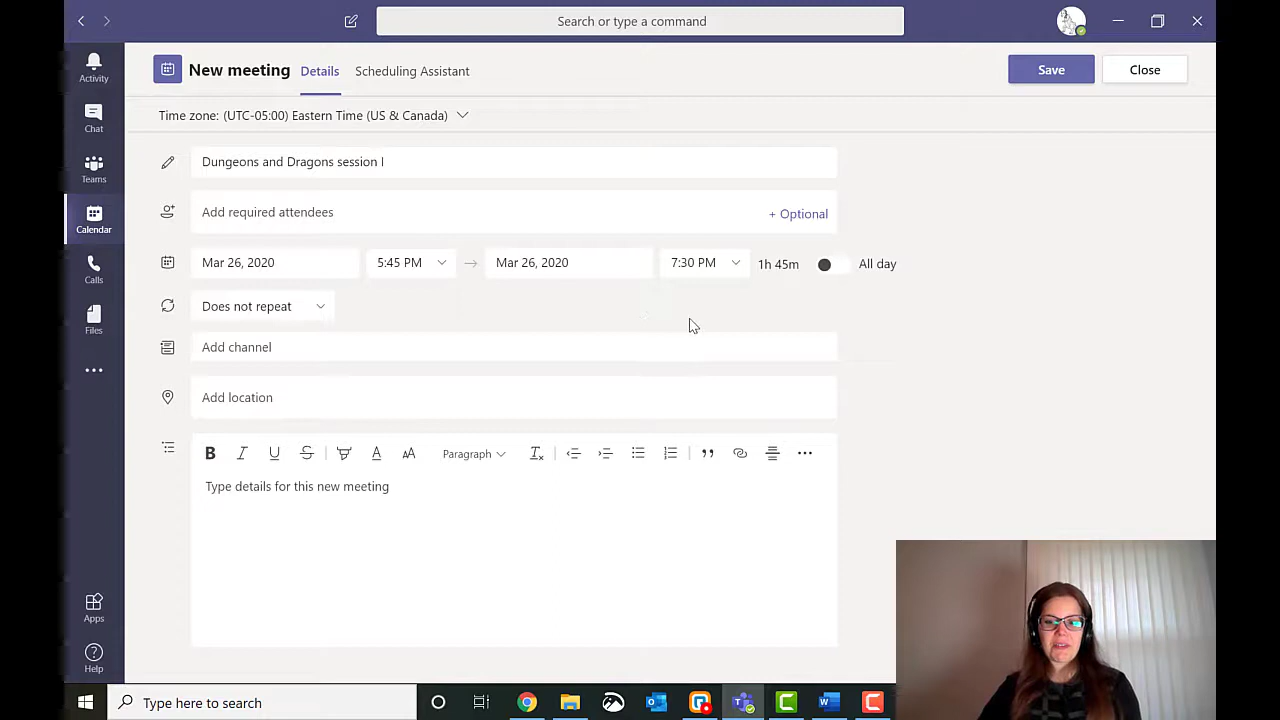 Search or type a command
Activity
Chat
Teams
Calendar
Calls
Files
Apps
Help
New meeting Details Scheduling Assistant Save Close
Time zone: (UTC-05:00) Eastern Time (US & Canada)
Dungeons and Dragons session I
Add required attendees + Optional
Mar 26, 2020 5:45 PM → Mar 26, 2020 7:30 PM 1h 45m All day
Does not repeat
Add channel
Add location
B I U S A AA Paragraph
Type details for this new meeting
Type here to search